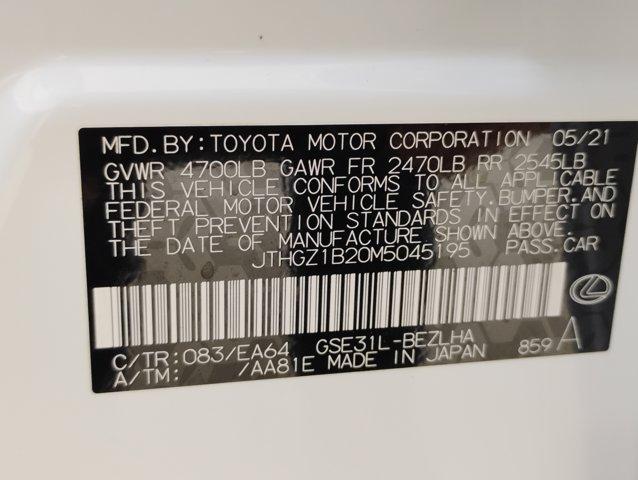 MFD.BY:TOYOTA MOTOR CORPORATION 05/21
GVWR 4700LB GAWR FR 2470LB RR 2545LB
THIS VEHICLE CONFORMS TO ALL APPLICABLE
FEDERAL MOTOR VEHICLE SAFETY.BUMPER.AND
THEFT PREVENTION STANDARDS IN EFFECT ON
THE DATE OF MANUFACTURE SHOWN ABOVE.
JTHGZ1B20M5045195 PASS.CAR
C/TR:083/EA64 GSE31L-BEZLHA
A/TM: /AA81E MADE IN JAPAN 859 A